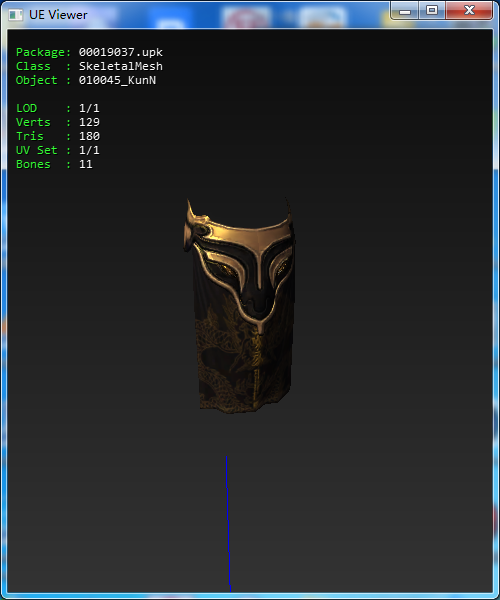 UE Viewer
Package: 00019037.upk
Class : SkeletalMesh
Object : 010045_KunN
LOD : 1/1
Verts : 129
Tris : 180
UV Set : 1/1
Bones : 11